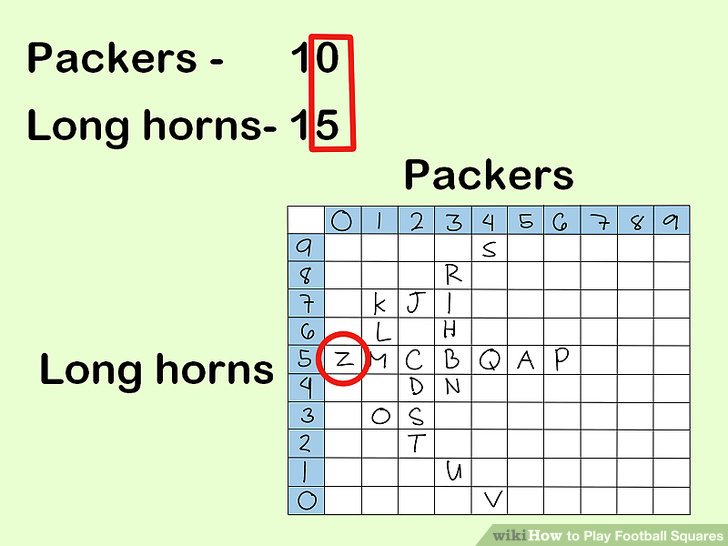 Packers - 10
Long horns- 15
Packers
0 1 2 3 4 5 6 7 8 9
9 S
8 R
7 K J I
6 L H
Long horns 5 Z M C B Q A P
4 D N
3 O S
2 T
1 U
0 V
wikiHow to Play Football Squares